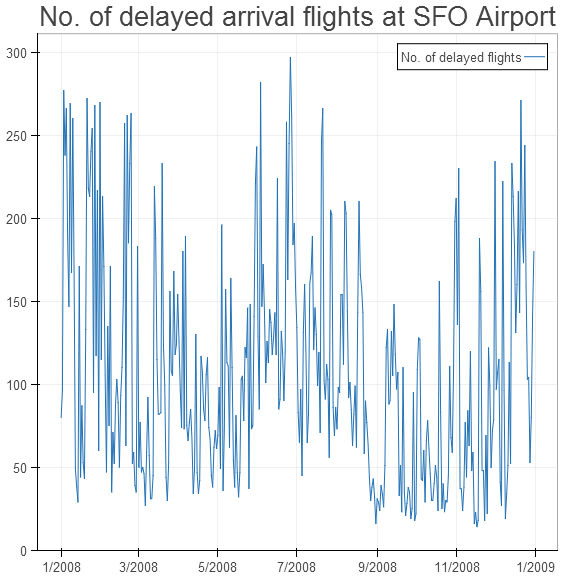 No. of delayed arrival flights at SFO Airport
No. of delayed flights
300
250
200
150
100
50
0
1/2008 3/2008 5/2008 7/2008 9/2008 11/2008 1/2009